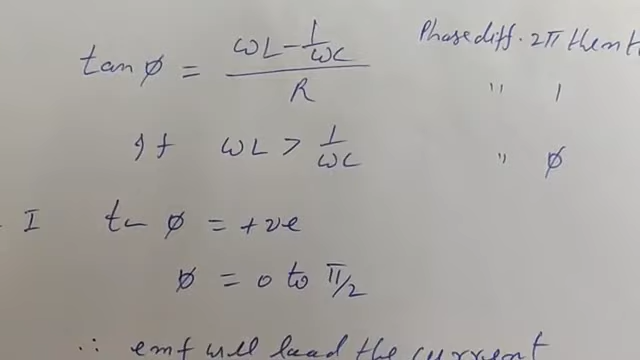 tan ø = (ωL - 1/ωC) / R
Phase diff. 2π then t
" 1
If ωL > 1/ωC
" ø
I tan ø = +ve
ø = 0 to π/2
∴ emf will lead the current